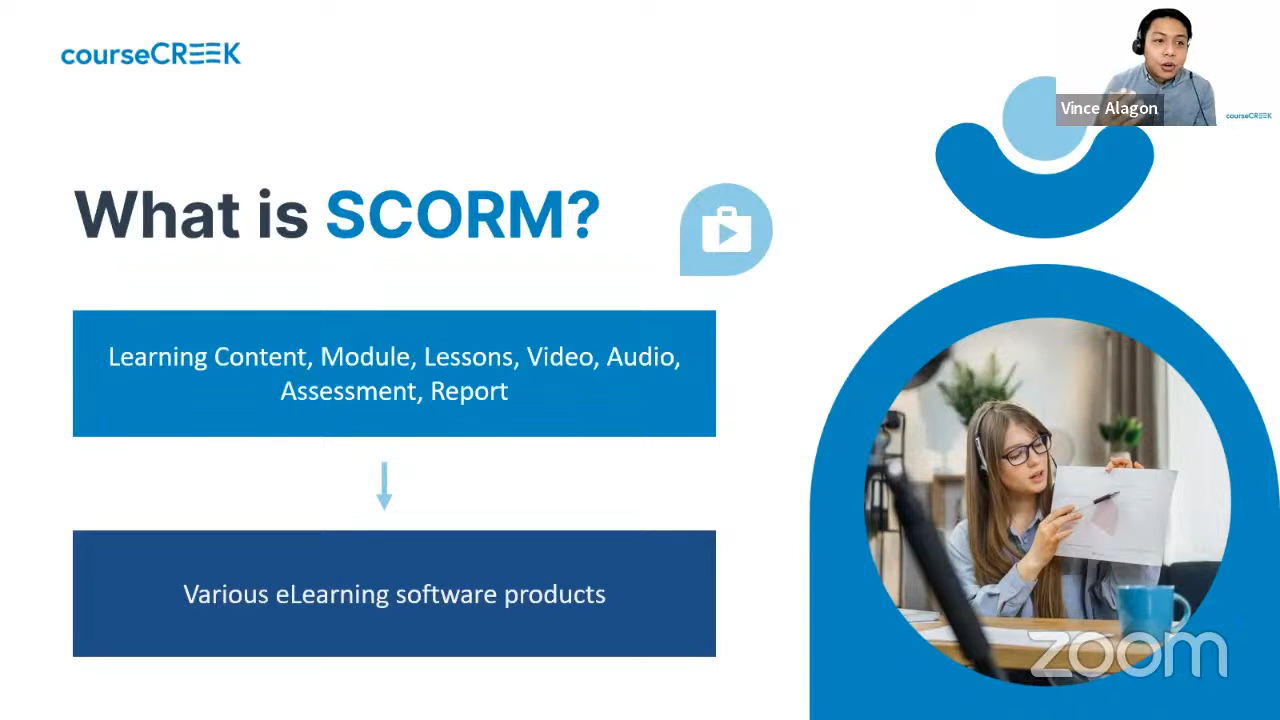 courseCREEK
Vince Alagon
courseCREEK
What is SCORM?
Learning Content, Module, Lessons, Video, Audio,
Assessment, Report
Various eLearning software products
zoom